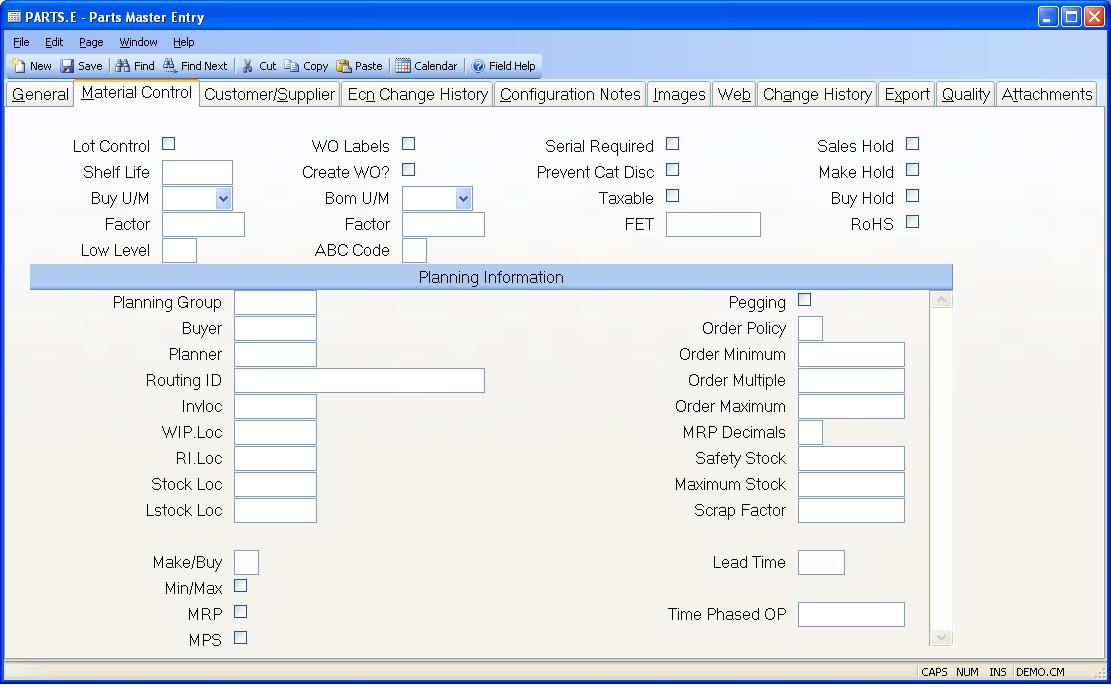 PARTS.E - Parts Master Entry
File Edit Page Window Help
New Save Find Find Next Cut Copy Paste Calendar Field Help
General Material Control Customer/Supplier Ecn Change History Configuration Notes Images Web Change History Export Quality Attachments
Lot Control WO Labels Serial Required Sales Hold
Shelf Life Create WO? Prevent Cat Disc Make Hold
Buy U/M Bom U/M Taxable Buy Hold
Factor Factor FET RoHS
Low Level ABC Code
Planning Information
Planning Group Pegging
Buyer Order Policy
Planner Order Minimum
Routing ID Order Multiple
Invloc Order Maximum
WIP.Loc MRP Decimals
RI.Loc Safety Stock
Stock Loc Maximum Stock
Lstock Loc Scrap Factor
Make/Buy Lead Time
Min/Max
MRP Time Phased OP
MPS
CAPS NUM INS DEMO.CM